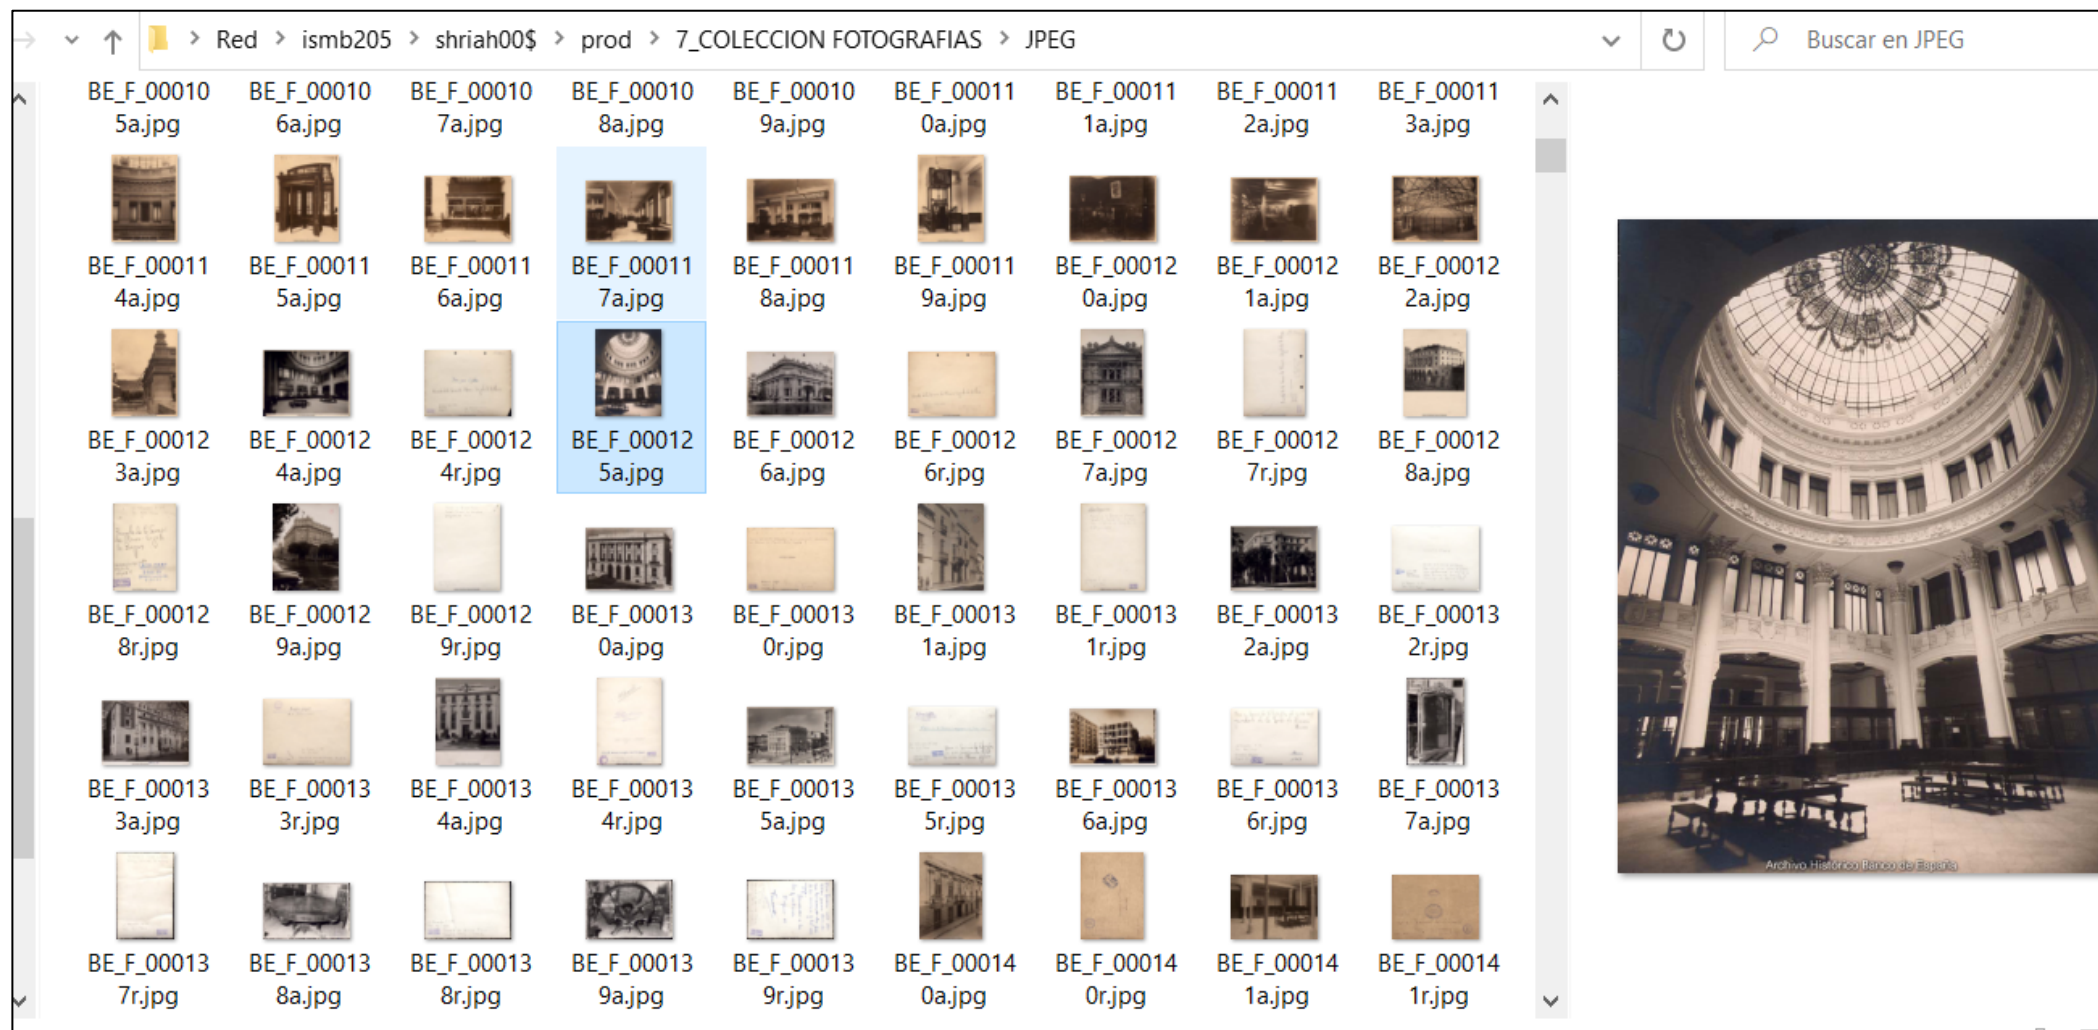 Red > ismb205 > shriah00$ > prod > 7_COLECCION FOTOGRAFIAS > JPEG
Buscar en JPEG
BE_F_00010 BE_F_00010 BE_F_00010 BE_F_00010 BE_F_00010 BE_F_00011 BE_F_00011 BE_F_00011 BE_F_00011
5a.jpg 6a.jpg 7a.jpg 8a.jpg 9a.jpg 0a.jpg 1a.jpg 2a.jpg 3a.jpg
BE_F_00011 BE_F_00011 BE_F_00011 BE_F_00011 BE_F_00011 BE_F_00011 BE_F_00012 BE_F_00012 BE_F_00012
4a.jpg 5a.jpg 6a.jpg 7a.jpg 8a.jpg 9a.jpg 0a.jpg 1a.jpg 2a.jpg
BE_F_00012 BE_F_00012 BE_F_00012 BE_F_00012 BE_F_00012 BE_F_00012 BE_F_00012 BE_F_00012 BE_F_00012
3a.jpg 4a.jpg 4r.jpg 5a.jpg 6a.jpg 6r.jpg 7a.jpg 7r.jpg 8a.jpg
BE_F_00012 BE_F_00012 BE_F_00012 BE_F_00013 BE_F_00013 BE_F_00013 BE_F_00013 BE_F_00013 BE_F_00013
8r.jpg 9a.jpg 9r.jpg 0a.jpg 0r.jpg 1a.jpg 1r.jpg 2a.jpg 2r.jpg
BE_F_00013 BE_F_00013 BE_F_00013 BE_F_00013 BE_F_00013 BE_F_00013 BE_F_00013 BE_F_00013 BE_F_00013
3a.jpg 3r.jpg 4a.jpg 4r.jpg 5a.jpg 5r.jpg 6a.jpg 6r.jpg 7a.jpg
BE_F_00013 BE_F_00013 BE_F_00013 BE_F_00013 BE_F_00013 BE_F_00014 BE_F_00014 BE_F_00014 BE_F_00014
7r.jpg 8a.jpg 8r.jpg 9a.jpg 9r.jpg 0a.jpg 0r.jpg 1a.jpg 1r.jpg
Archivo Histórico Banco de España